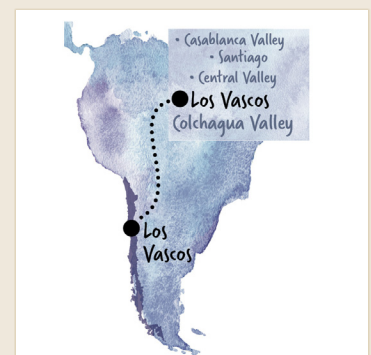 • Casablanca Valley
• Santiago
• Central Valley
Los Vascos
Colchagua Valley
Los
Vascos